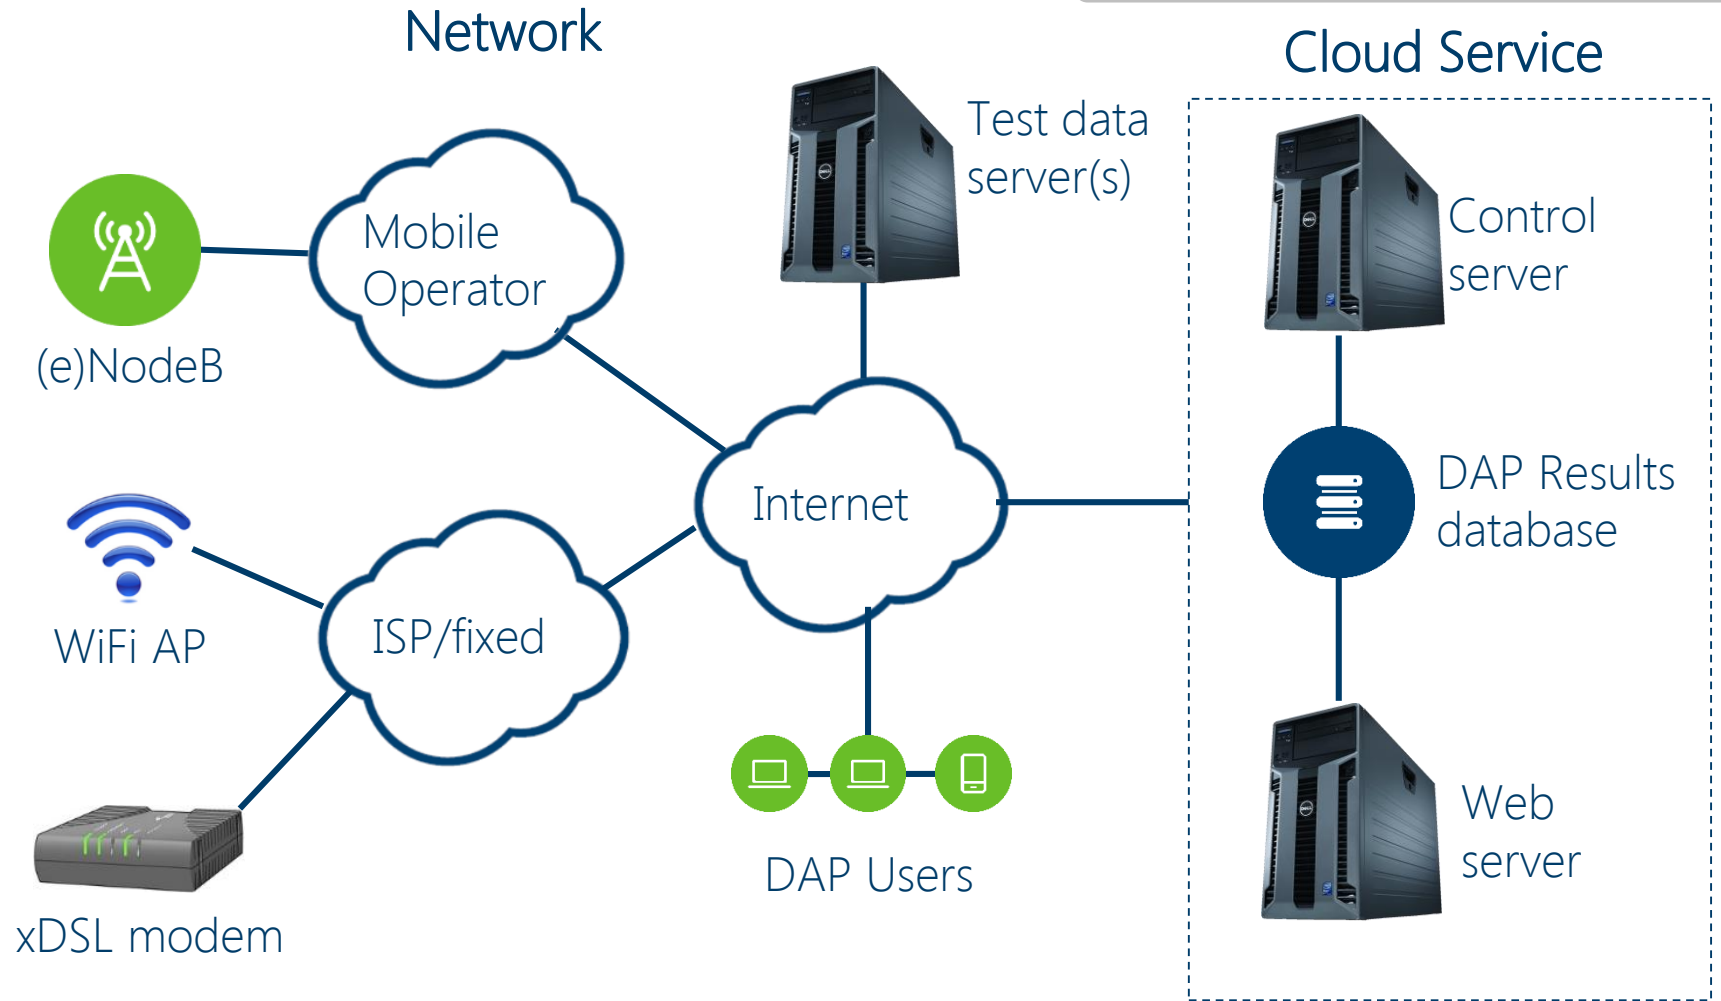 Network
Cloud Service
Test data
server(s)
Mobile
Operator
Control
server
(e)NodeB
DAP Results
database
Internet
WiFi AP
ISP/fixed
Web
server
DAP Users
xDSL modem